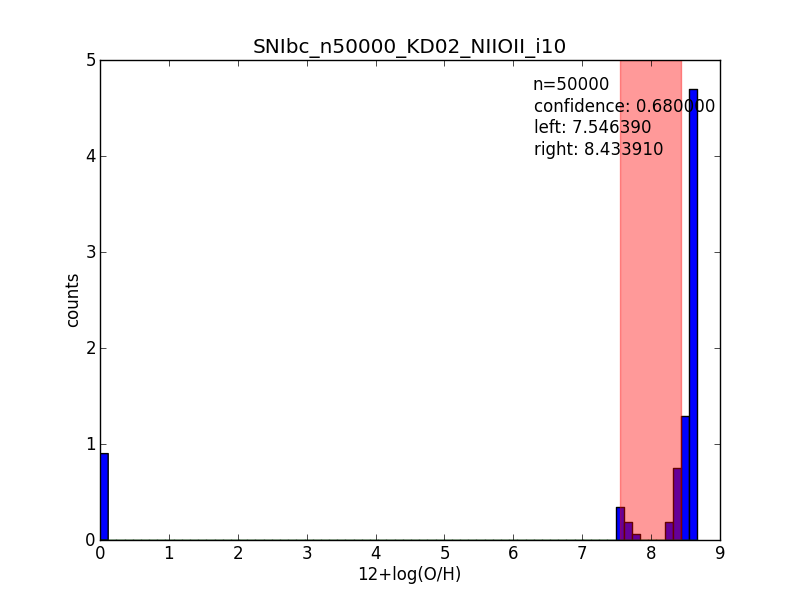 SNIbc_n50000_KD02_NIIOII_i10
n=50000
confidence: 0.680000
left: 7.546390
right: 8.433910
counts
5
4
3
2
1
0
0 1 2 3 4 5 6 7 8 9
12+log(O/H)